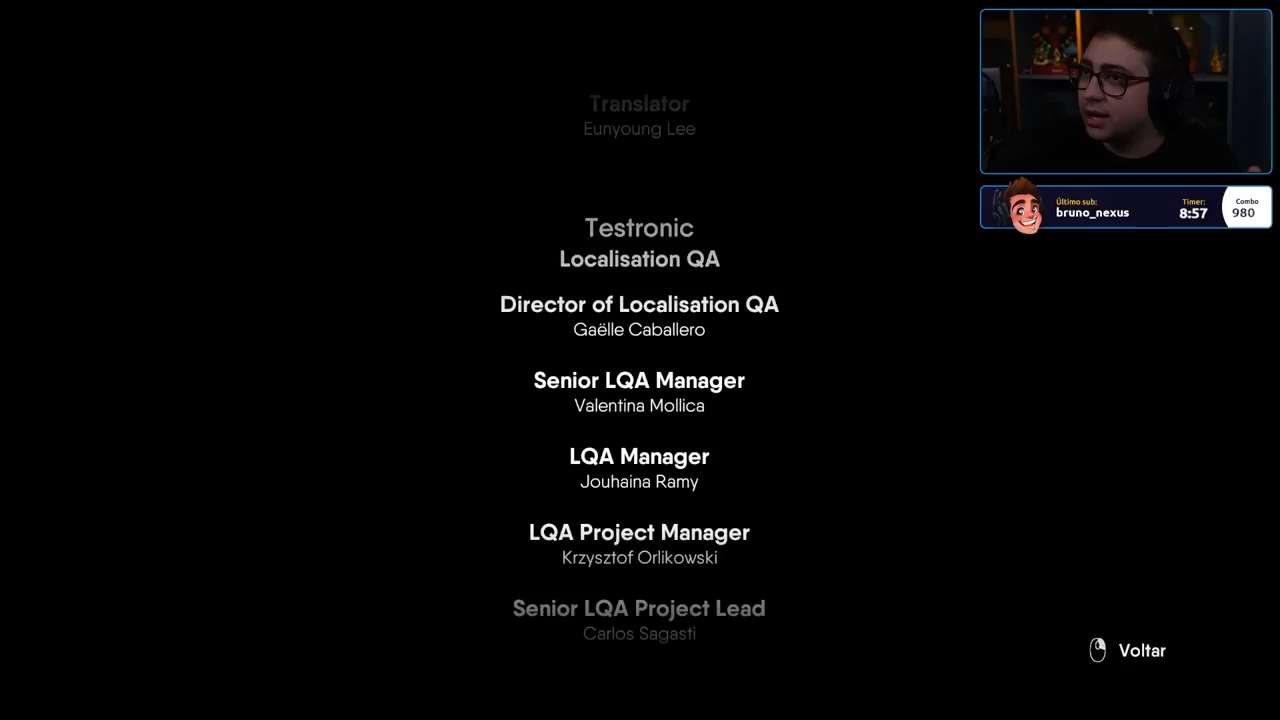 Translator
Eunyoung Lee
Testronic
Localisation QA
Director of Localisation QA
Gaëlle Caballero
Senior LQA Manager
Valentina Mollica
LQA Manager
Jouhaina Ramy
LQA Project Manager
Krzysztof Orlikowski
Senior LQA Project Lead
Carlos Sagasti
Voltar
Último sub:
bruno_nexus
Timer:
8:57
Combo
980